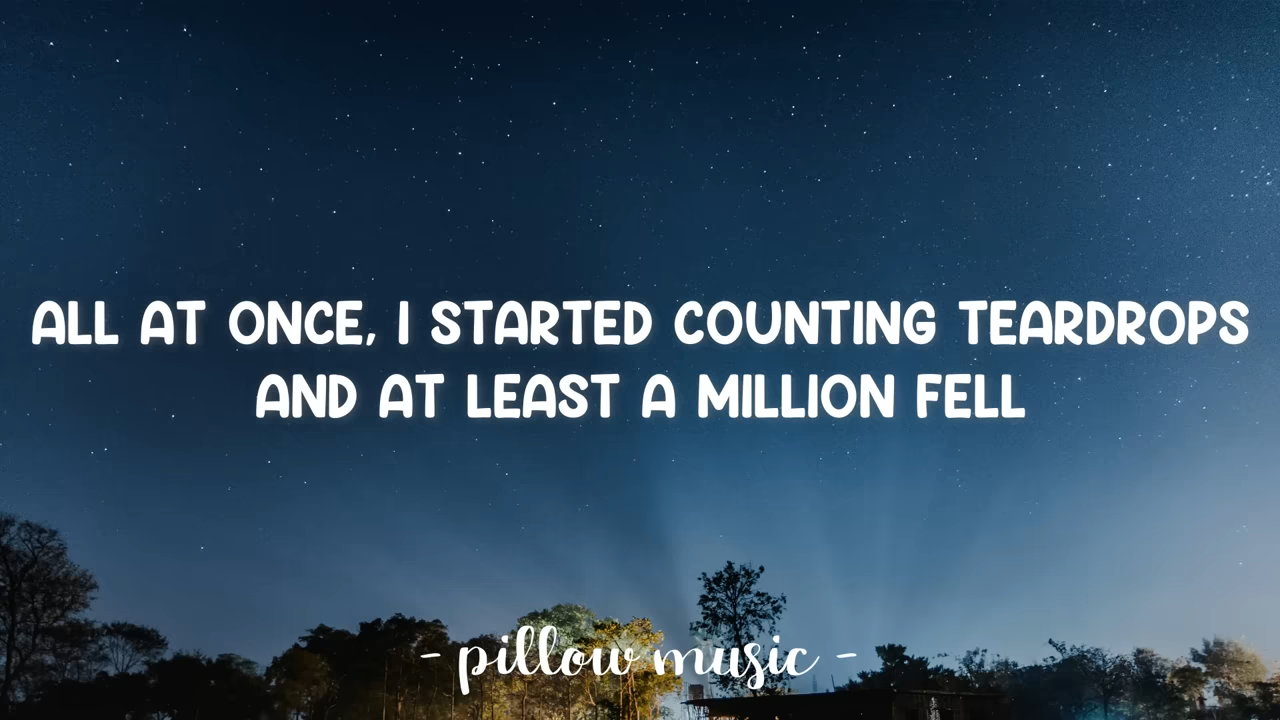 ALL AT ONCE, I STARTED COUNTING TEARDROPS
AND AT LEAST A MILLION FELL
- pillow music -